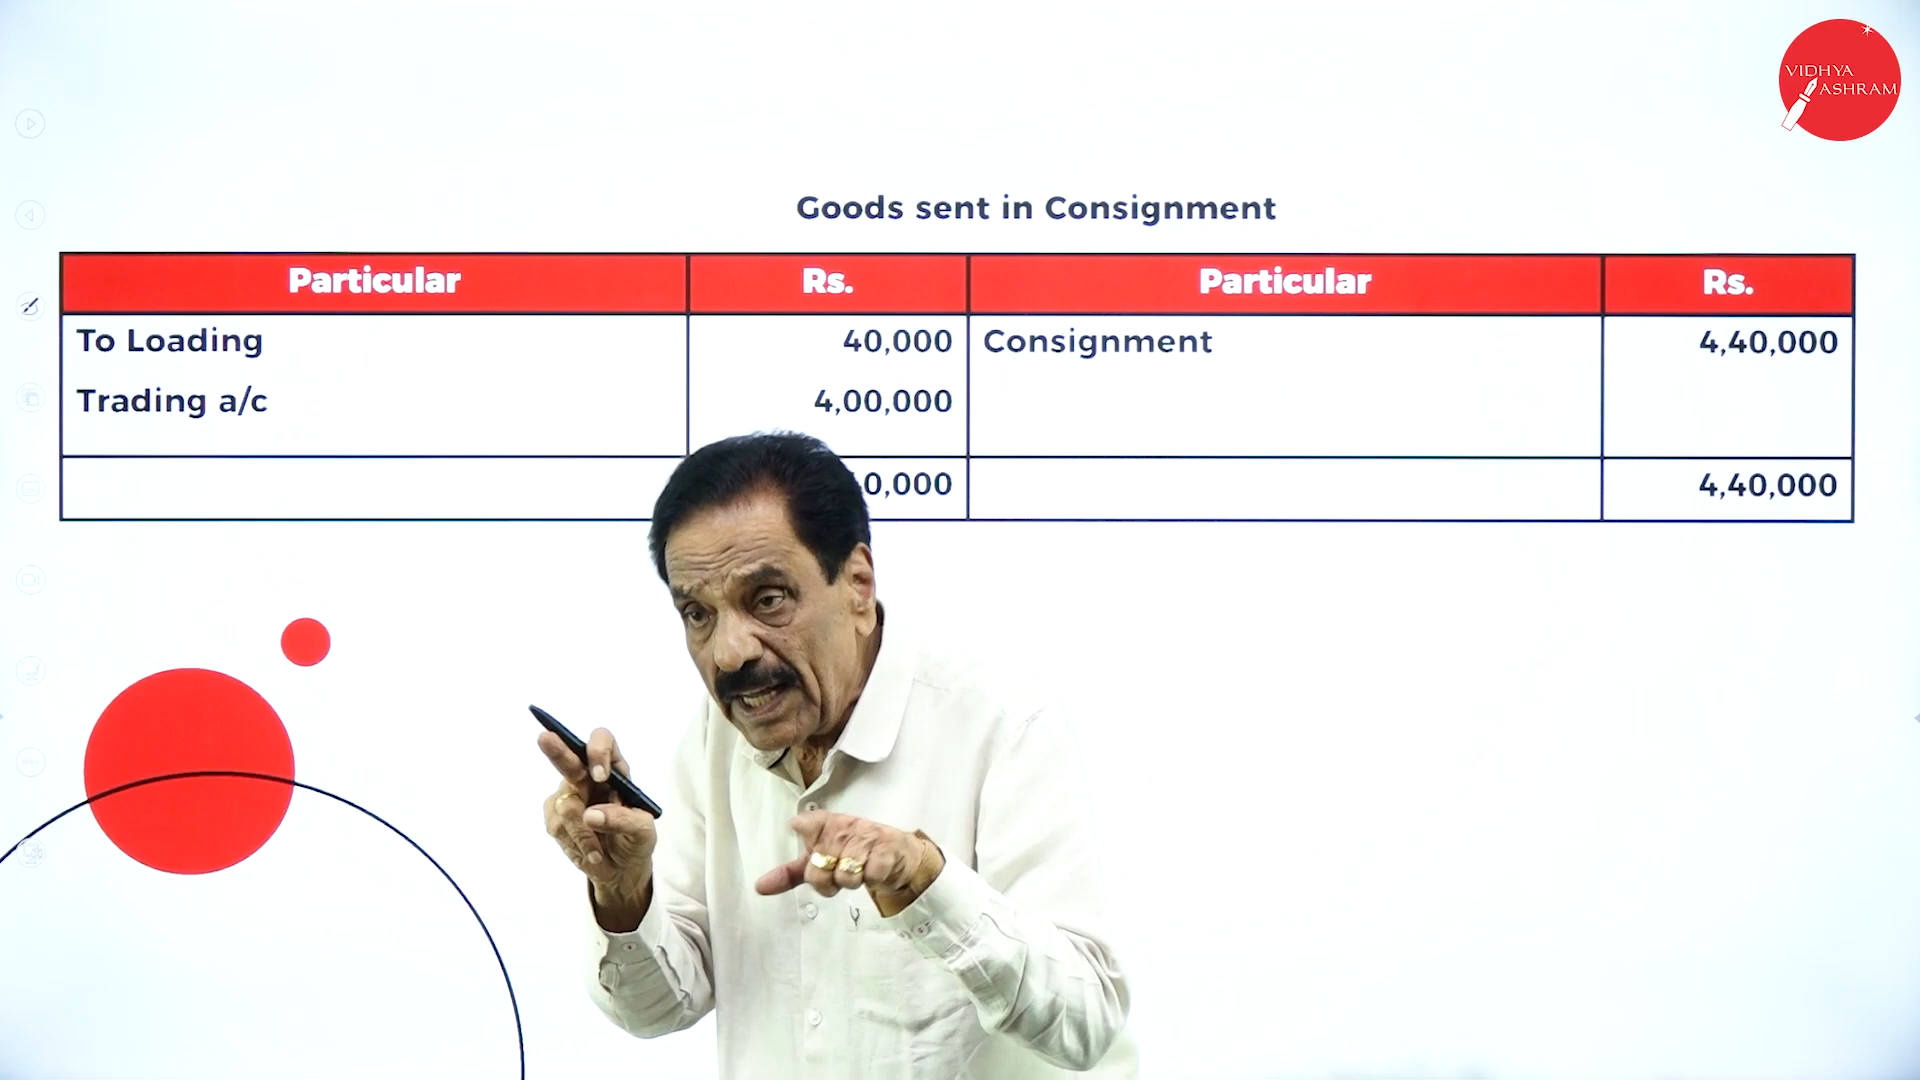 VIDHYA
ASHRAM
Goods sent in Consignment
Particular Rs. Particular Rs.
To Loading 40,000 Consignment 4,40,000
Trading a/c 4,00,000
0,000 4,40,000